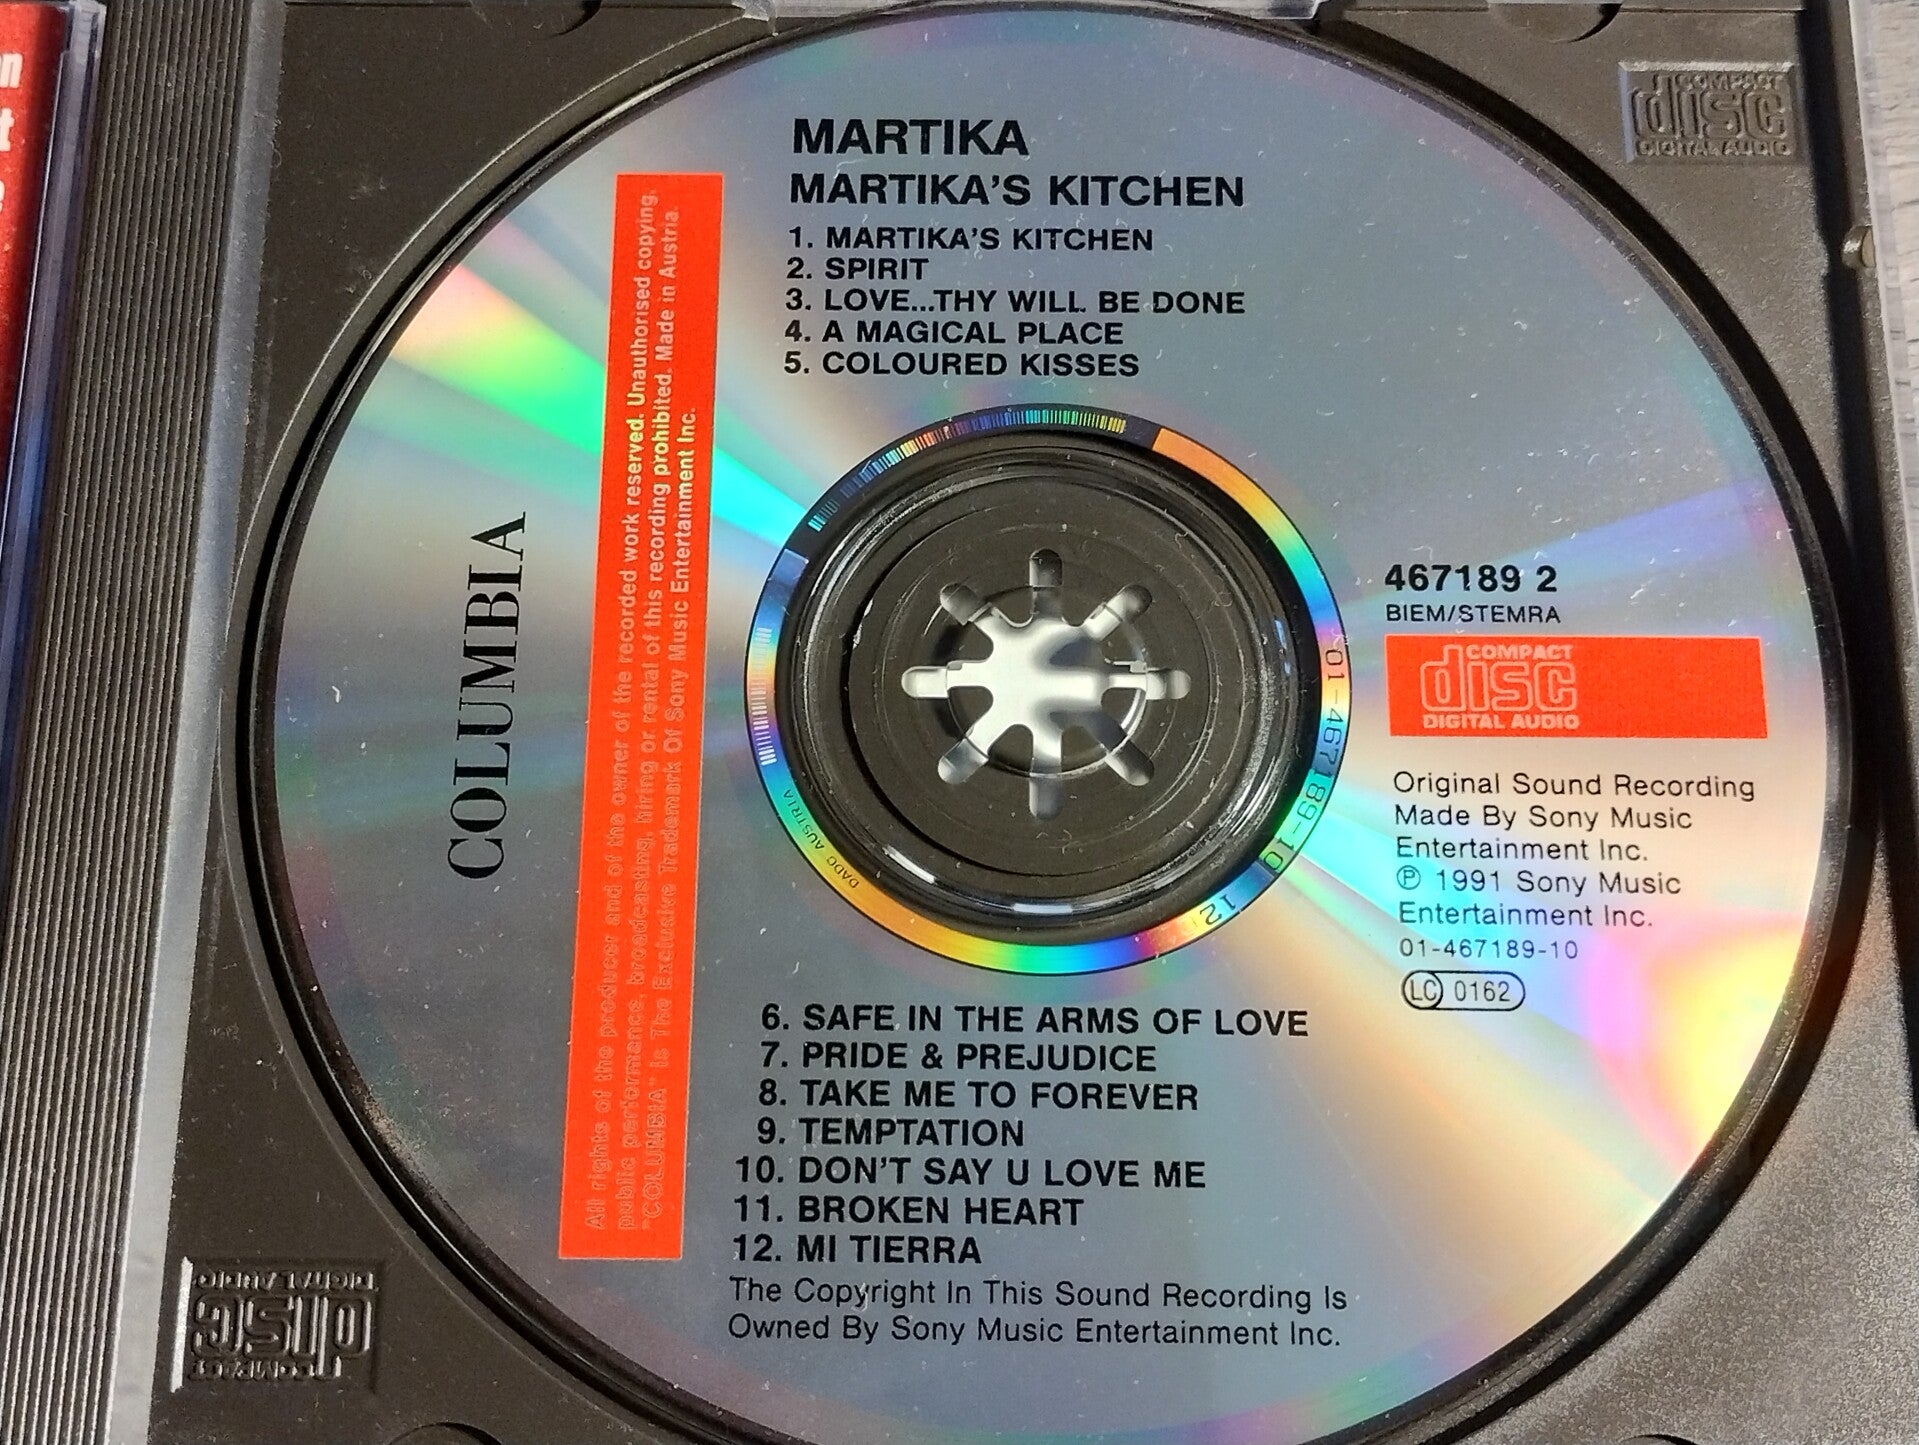 MARTIKA
MARTIKA'S KITCHEN
1. MARTIKA'S KITCHEN
2. SPIRIT
3. LOVE...THY WILL BE DONE
4. A MAGICAL PLACE
5. COLOURED KISSES
COLUMBIA
All rights of the producer and of the owner of the recorded work reserved. Unauthorised copying,
public performance, broadcasting, hiring or rental of this recording prohibited. Made in Austria.
"COLUMBIA" Is The Exclusive Trademark Of Sony Music Entertainment Inc.
DADC AUSTRIA
01-467189-10
12
467189 2
BIEM/STEMRA
COMPACT
disc
DIGITAL AUDIO
Original Sound Recording
Made By Sony Music
Entertainment Inc.
℗ 1991 Sony Music
Entertainment Inc.
01-467189-10
LC 0162
6. SAFE IN THE ARMS OF LOVE
7. PRIDE & PREJUDICE
8. TAKE ME TO FOREVER
9. TEMPTATION
10. DON'T SAY U LOVE ME
11. BROKEN HEART
12. MI TIERRA
The Copyright In This Sound Recording Is
Owned By Sony Music Entertainment Inc.
COMPACT
disc
DIGITAL AUDIO
COMPACT
disc
DIGITAL AUDIO